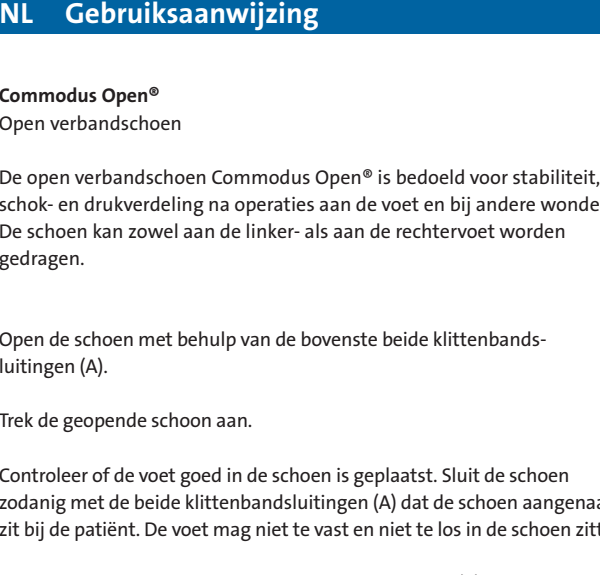 NL Gebruiksaanwijzing
Commodus Open®
Open verbandschoen
De open verbandschoen Commodus Open® is bedoeld voor stabiliteit,
schok- en drukverdeling na operaties aan de voet en bij andere wonde
De schoen kan zowel aan de linker- als aan de rechtervoet worden
gedragen.
Open de schoen met behulp van de bovenste beide klittenbands-
luitingen (A).
Trek de geopende schoon aan.
Controleer of de voet goed in de schoen is geplaatst. Sluit de schoen
zodanig met de beide klittenbandsluitingen (A) dat de schoen aangenaa
zit bij de patiënt. De voet mag niet te vast en niet te los in de schoen zitt